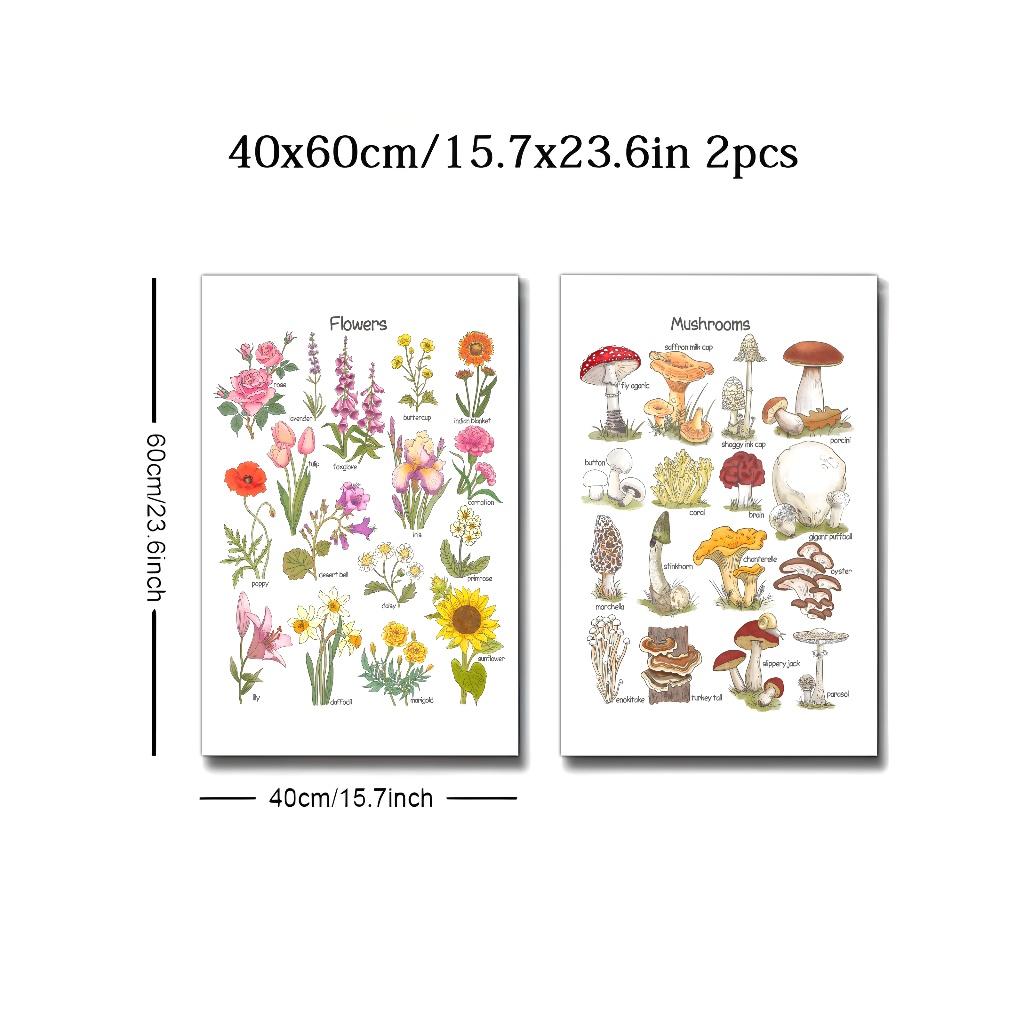 40x60cm/15.7x23.6in 2pcs
60cm/23.6inch
40cm/15.7inch
Flowers
rose
lavender
foxglove
buttercup
indian blanket
tulip
iris
carnation
poppy
desert bell
daisy
primrose
lily
daffodil
marigold
sunflower
Mushrooms
fly agaric
saffron milk cap
shaggy ink cap
porcini
button
coral
brain
gigant puffball
morchella
stinkhorn
chanterelle
oyster
enokitake
turkey tail
slippery jack
parasol